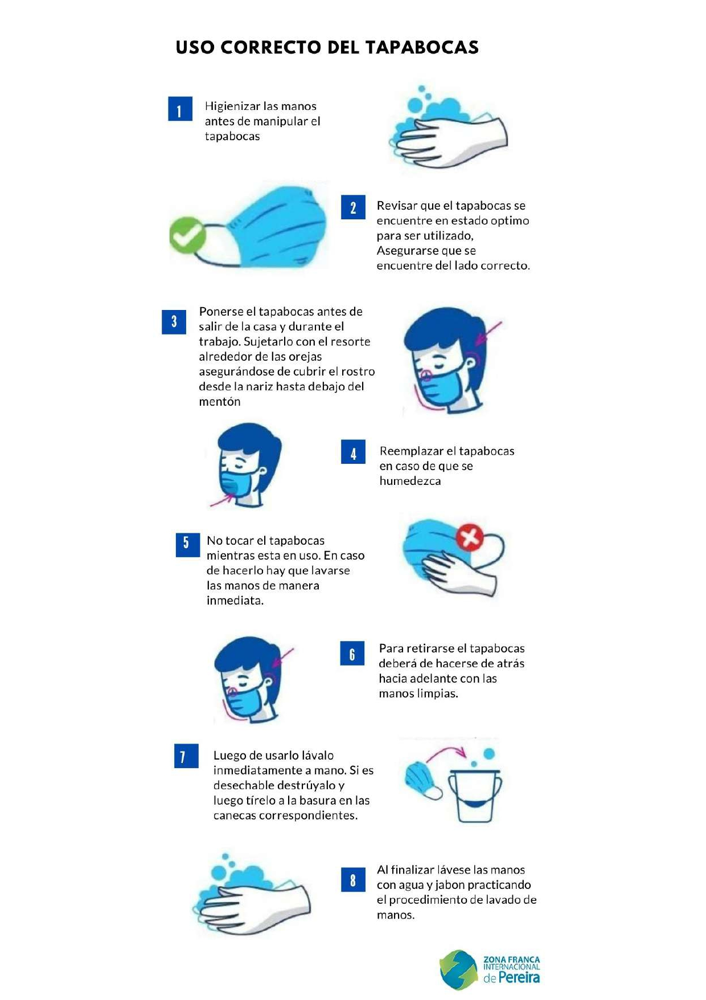 USO CORRECTO DEL TAPABOCAS
1
Higienizar las manos
antes de manipular el
tapabocas
2
Revisar que el tapabocas se
encuentre en estado optimo
para ser utilizado,
Asegurarse que se
encuentre del lado correcto.
3
Ponerse el tapabocas antes de
salir de la casa y durante el
trabajo. Sujetarlo con el resorte
alrededor de las orejas
asegurándose de cubrir el rostro
desde la nariz hasta debajo del
mentón
4
Reemplazar el tapabocas
en caso de que se
humedezca
5
No tocar el tapabocas
mientras esta en uso. En caso
de hacerlo hay que lavarse
las manos de manera
inmediata.
6
Para retirarse el tapabocas
deberá de hacerse de atrás
hacia adelante con las
manos limpias.
7
Luego de usarlo lávalo
inmediatamente a mano. Si es
desechable destrúyalo y
luego tírelo a la basura en las
canecas correspondientes.
8
Al finalizar lávese las manos
con agua y jabon practicando
el procedimiento de lavado de
manos.
ZONA FRANCA
INTERNACIONAL
de Pereira